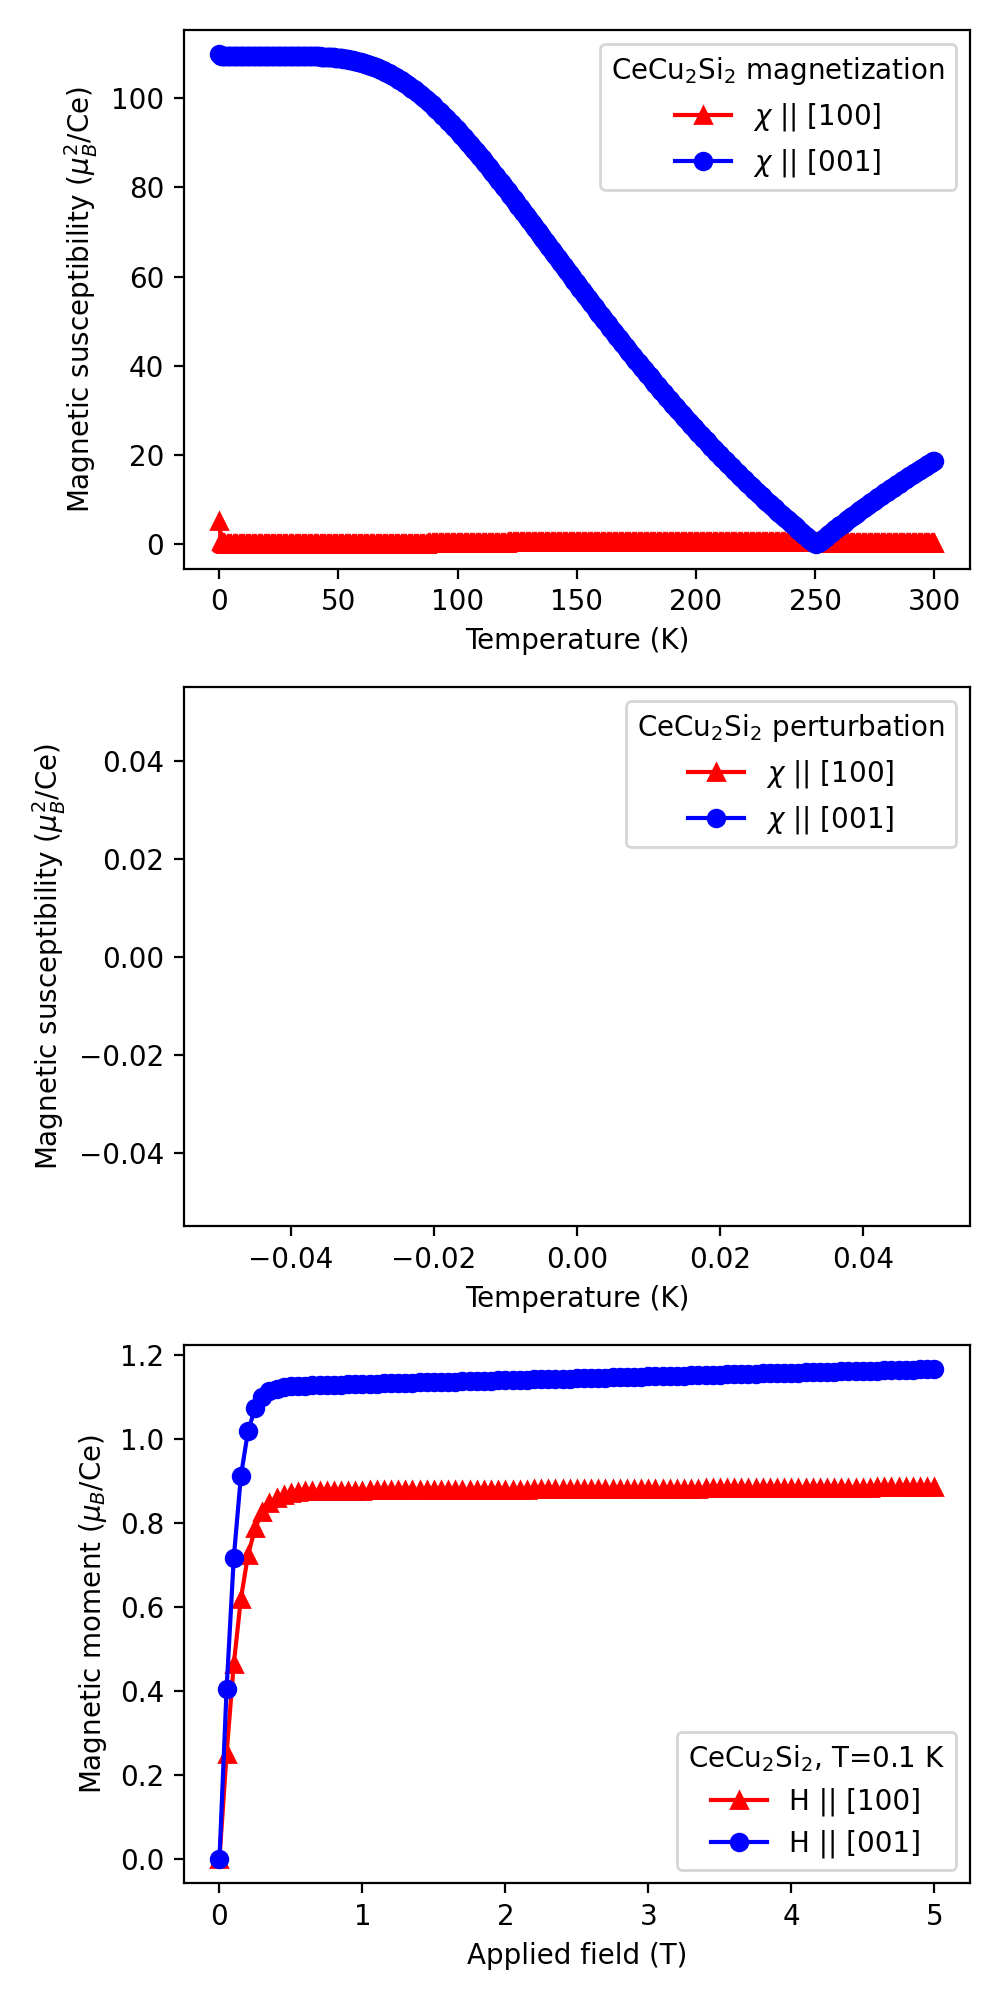 CeCu₂Si₂ magnetization
χ || [100]
χ || [001]
Magnetic susceptibility (μ_B²/Ce)
100
80
60
40
20
0
0 50 100 150 200 250 300
Temperature (K)
CeCu₂Si₂ perturbation
χ || [100]
χ || [001]
Magnetic susceptibility (μ_B²/Ce)
0.04
0.02
0.00
−0.02
−0.04
−0.04 −0.02 0.00 0.02 0.04
Temperature (K)
Magnetic moment (μ_B/Ce)
1.2
1.0
0.8
0.6
0.4
0.2
0.0
CeCu₂Si₂, T=0.1 K
H || [100]
H || [001]
0 1 2 3 4 5
Applied field (T)